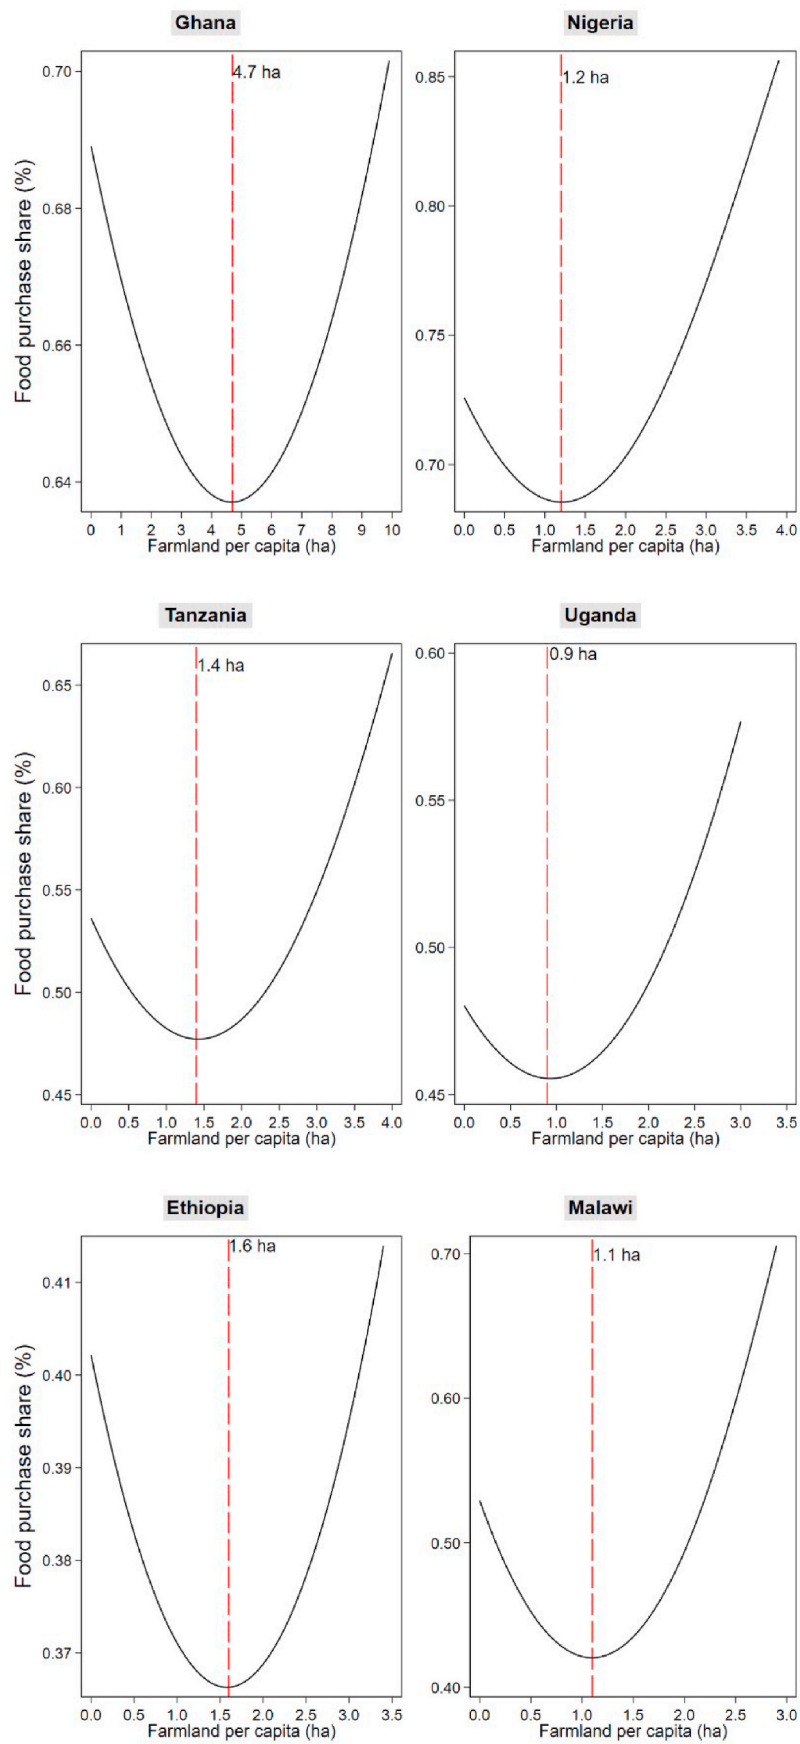 Ghana
Nigeria
Food purchase share (%)
0.70
0.68
0.66
0.64
4.7 ha
0 1 2 3 4 5 6 7 8 9 10
Farmland per capita (ha)
0.85
0.80
0.75
0.70
1.2 ha
0.0 0.5 1.0 1.5 2.0 2.5 3.0 3.5 4.0
Farmland per capita (ha)
Tanzania
Uganda
Food purchase share (%)
0.65
0.60
0.55
0.50
0.45
1.4 ha
0.0 0.5 1.0 1.5 2.0 2.5 3.0 3.5 4.0
Farmland per capita (ha)
0.60
0.55
0.50
0.45
0.9 ha
0.0 0.5 1.0 1.5 2.0 2.5 3.0 3.5
Farmland per capita (ha)
Ethiopia
Malawi
Food purchase share (%)
0.41
0.40
0.39
0.38
0.37
1.6 ha
0.0 0.5 1.0 1.5 2.0 2.5 3.0 3.5
Farmland per capita (ha)
0.70
0.60
0.50
0.40
1.1 ha
0.0 0.5 1.0 1.5 2.0 2.5 3.0
Farmland per capita (ha)